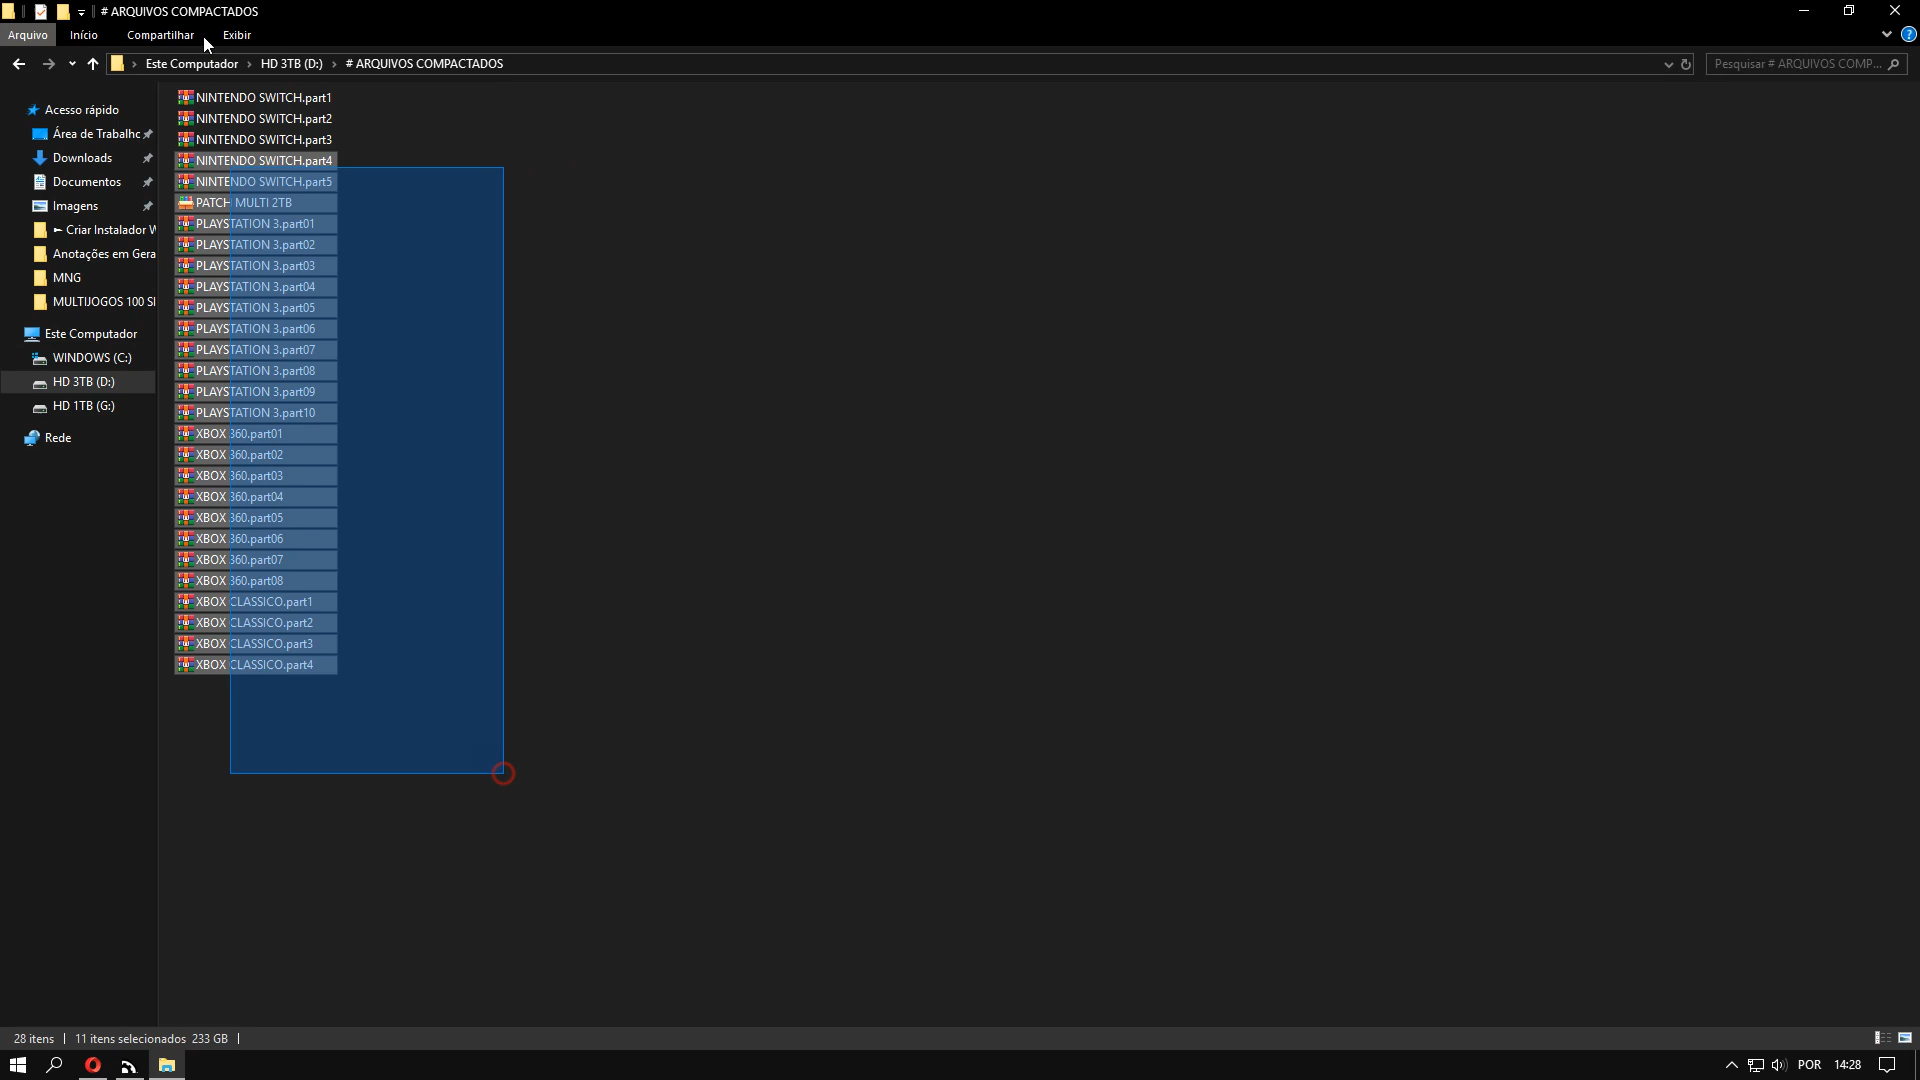 # ARQUIVOS COMPACTADOS
Arquivo Início Compartilhar Exibir
Este Computador HD 3TB (D:) # ARQUIVOS COMPACTADOS
Pesquisar # ARQUIVOS COMP...
Acesso rápido
Área de Trabalhc
Downloads
Documentos
Imagens
► Criar Instalador W
Anotações em Gera
MNG
MULTIJOGOS 100 SI
Este Computador
WINDOWS (C:)
HD 3TB (D:)
HD 1TB (G:)
Rede
NINTENDO SWITCH.part1
NINTENDO SWITCH.part2
NINTENDO SWITCH.part3
NINTENDO SWITCH.part4
NINTENDO SWITCH.part5
PATCH MULTI 2TB
PLAYSTATION 3.part01
PLAYSTATION 3.part02
PLAYSTATION 3.part03
PLAYSTATION 3.part04
PLAYSTATION 3.part05
PLAYSTATION 3.part06
PLAYSTATION 3.part07
PLAYSTATION 3.part08
PLAYSTATION 3.part09
PLAYSTATION 3.part10
XBOX 360.part01
XBOX 360.part02
XBOX 360.part03
XBOX 360.part04
XBOX 360.part05
XBOX 360.part06
XBOX 360.part07
XBOX 360.part08
XBOX CLASSICO.part1
XBOX CLASSICO.part2
XBOX CLASSICO.part3
XBOX CLASSICO.part4
28 itens 11 itens selecionados 233 GB
POR 14:28